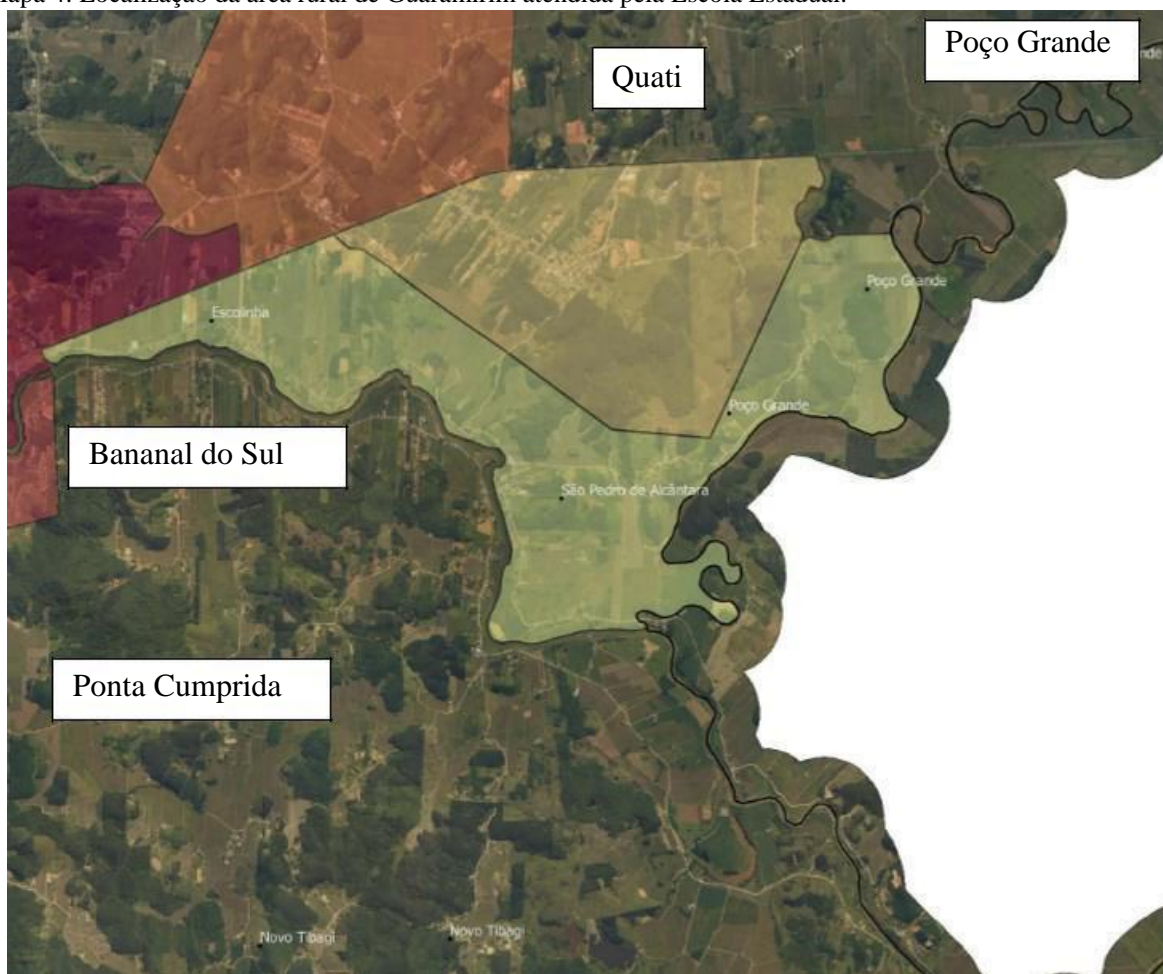 apa 4: Localização da área rural de Guaramirim atendida pela Escola Estadual.
Poço Grande
Quati
Poço Grande
Escolinha
Poço Grande
Bananal do Sul
São Pedro de Alcântara
Ponta Cumprida
Novo Tibagi
Novo Tibagi